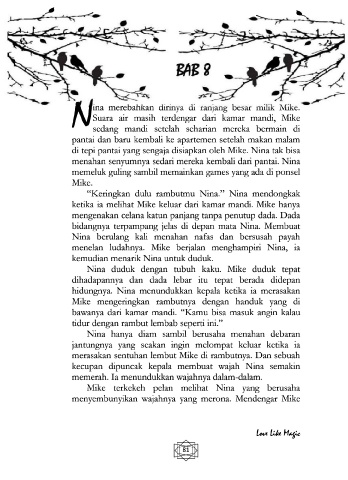 BAB 8
Nina merebahkan dirinya di ranjang besar milik Mike.
Suara air masih terdengar dari kamar mandi, Mike
sedang mandi setelah seharian mereka bermain di
pantai dan baru kembali ke apartemen setelah makan malam
di tepi pantai yang sengaja disiapkan oleh Mike. Nina tak bisa
menahan senyumnya sedari mereka kembali dari pantai. Nina
memeluk guling sambil memainkan games yang ada di ponsel
Mike.
“Keringkan dulu rambutmu Nina.” Nina mendongak
ketika ia melihat Mike keluar dari kamar mandi. Mike hanya
mengenakan celana katun panjang tanpa penutup dada. Dada
bidangnya terpampang jelas di depan mata Nina. Membuat
Nina berulang kali menahan nafas dan bersusah payah
menelan ludahnya. Mike berjalan menghampiri Nina, ia
kemudian menarik Nina untuk duduk.
Nina duduk dengan tubuh kaku. Mike duduk tepat
dihadapannya dan dada lebar itu tepat berada didepan
hidungnya. Nina menundukkan kepala ketika ia merasakan
Mike mengeringkan rambutnya dengan handuk yang di
bawanya dari kamar mandi. “Kamu bisa masuk angin kalau
tidur dengan rambut lembab seperti ini.”
Nina hanya diam sambil berusaha menahan debaran
jantungnya yang seakan ingin melompat keluar ketika ia
merasakan sentuhan lembut Mike di rambutnya. Dan sebuah
kecupan dipuncak kepala membuat wajah Nina semakin
memerah. Ia menundukkan wajahnya dalam-dalam.
Mike terkekeh pelan melihat Nina yang berusaha
menyembunyikan wajahnya yang merona. Mendengar Mike
Love Like Magic
81